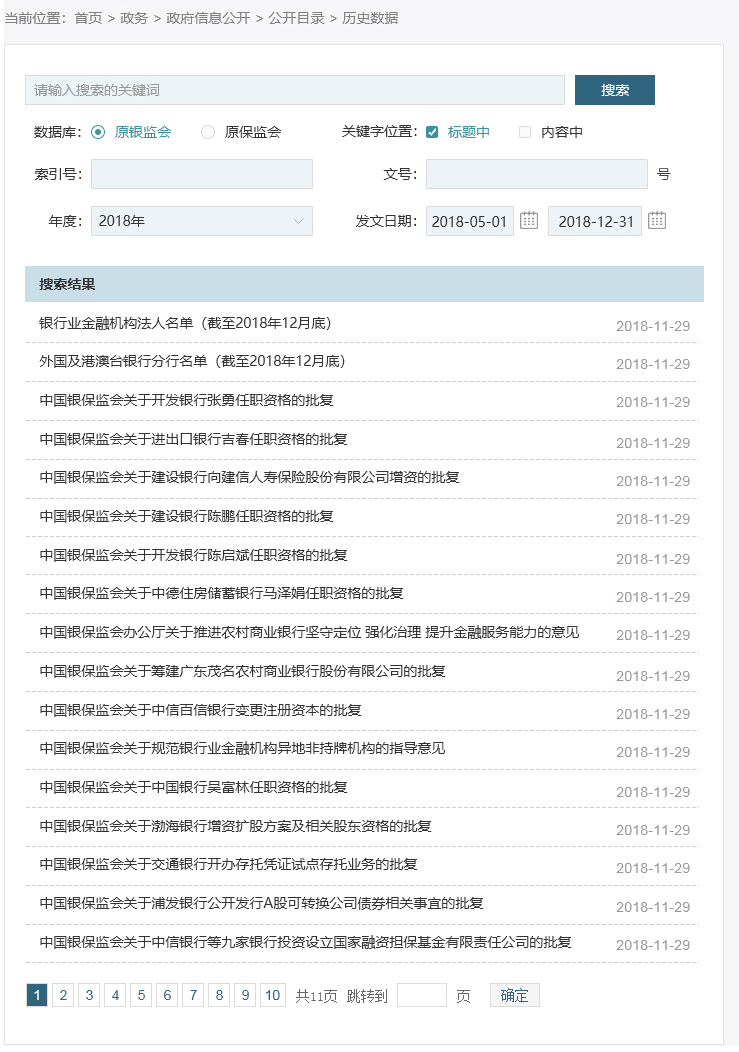 当前位置：首页 > 政务 > 政府信息公开 > 公开目录 > 历史数据
请输入搜索的关键词 搜索
数据库： 原银监会 原保监会 关键字位置： 标题中 内容中
索引号： 文号： 号
年度： 2018年 发文日期： 2018-05-01 2018-12-31
搜索结果
银行业金融机构法人名单（截至2018年12月底） 2018-11-29
外国及港澳台银行分行名单（截至2018年12月底） 2018-11-29
中国银保监会关于开发银行张勇任职资格的批复 2018-11-29
中国银保监会关于进出口银行吉春任职资格的批复 2018-11-29
中国银保监会关于建设银行向建信人寿保险股份有限公司增资的批复 2018-11-29
中国银保监会关于建设银行陈鹏任职资格的批复 2018-11-29
中国银保监会关于开发银行陈启斌任职资格的批复 2018-11-29
中国银保监会关于中德住房储蓄银行马泽娟任职资格的批复 2018-11-29
中国银保监会办公厅关于推进农村商业银行坚守定位 强化治理 提升金融服务能力的意见 2018-11-29
中国银保监会关于筹建广东茂名农村商业银行股份有限公司的批复 2018-11-29
中国银保监会关于中信百信银行变更注册资本的批复 2018-11-29
中国银保监会关于规范银行业金融机构异地非持牌机构的指导意见 2018-11-29
中国银保监会关于中国银行吴富林任职资格的批复 2018-11-29
中国银保监会关于渤海银行增资扩股方案及相关股东资格的批复 2018-11-29
中国银保监会关于交通银行开办存托凭证试点存托业务的批复 2018-11-29
中国银保监会关于浦发银行公开发行A股可转换公司债券相关事宜的批复 2018-11-29
中国银保监会关于中信银行等九家银行投资设立国家融资担保基金有限责任公司的批复 2018-11-29
1 2 3 4 5 6 7 8 9 10 共11页 跳转到 页 确定